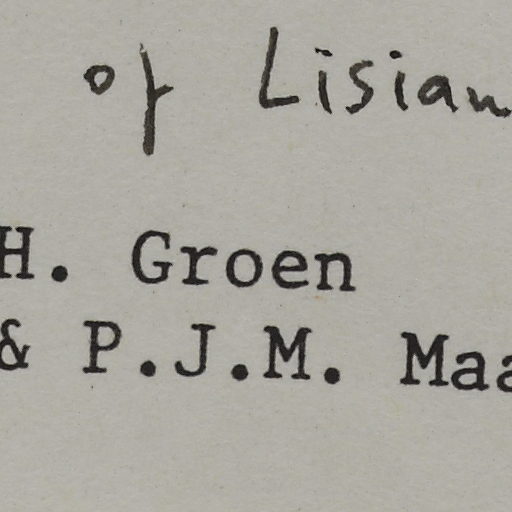 of Lisian
H. Groen
& P.J.M. Maa